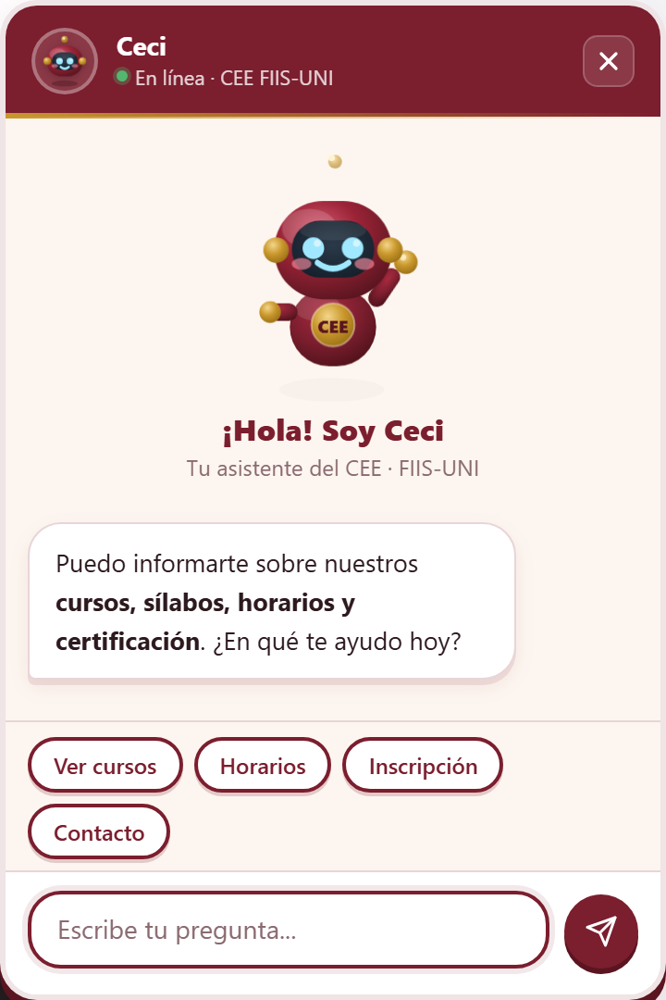 Ceci
En línea · CEE FIIS-UNI
CEE
¡Hola! Soy Ceci
Tu asistente del CEE · FIIS-UNI
Puedo informarte sobre nuestros
cursos, sílabos, horarios y
certificación. ¿En qué te ayudo hoy?
Ver cursos
Horarios
Inscripción
Contacto
Escribe tu pregunta...